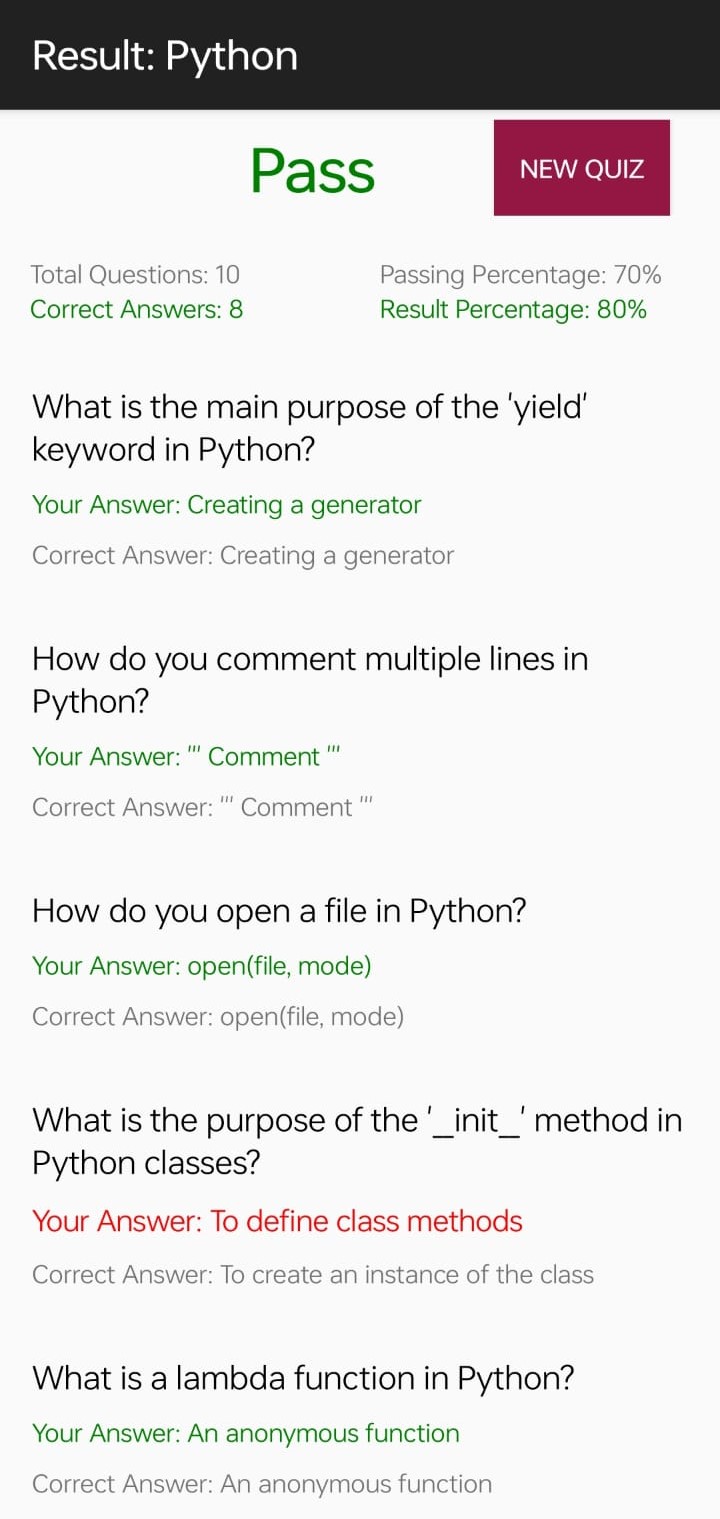 Result: Python
Pass
NEW QUIZ
Total Questions: 10
Passing Percentage: 70%
Correct Answers: 8
Result Percentage: 80%
What is the main purpose of the 'yield'
keyword in Python?
Your Answer: Creating a generator
Correct Answer: Creating a generator
How do you comment multiple lines in
Python?
Your Answer: ''' Comment '''
Correct Answer: ''' Comment '''
How do you open a file in Python?
Your Answer: open(file, mode)
Correct Answer: open(file, mode)
What is the purpose of the '_init_' method in
Python classes?
Your Answer: To define class methods
Correct Answer: To create an instance of the class
What is a lambda function in Python?
Your Answer: An anonymous function
Correct Answer: An anonymous function